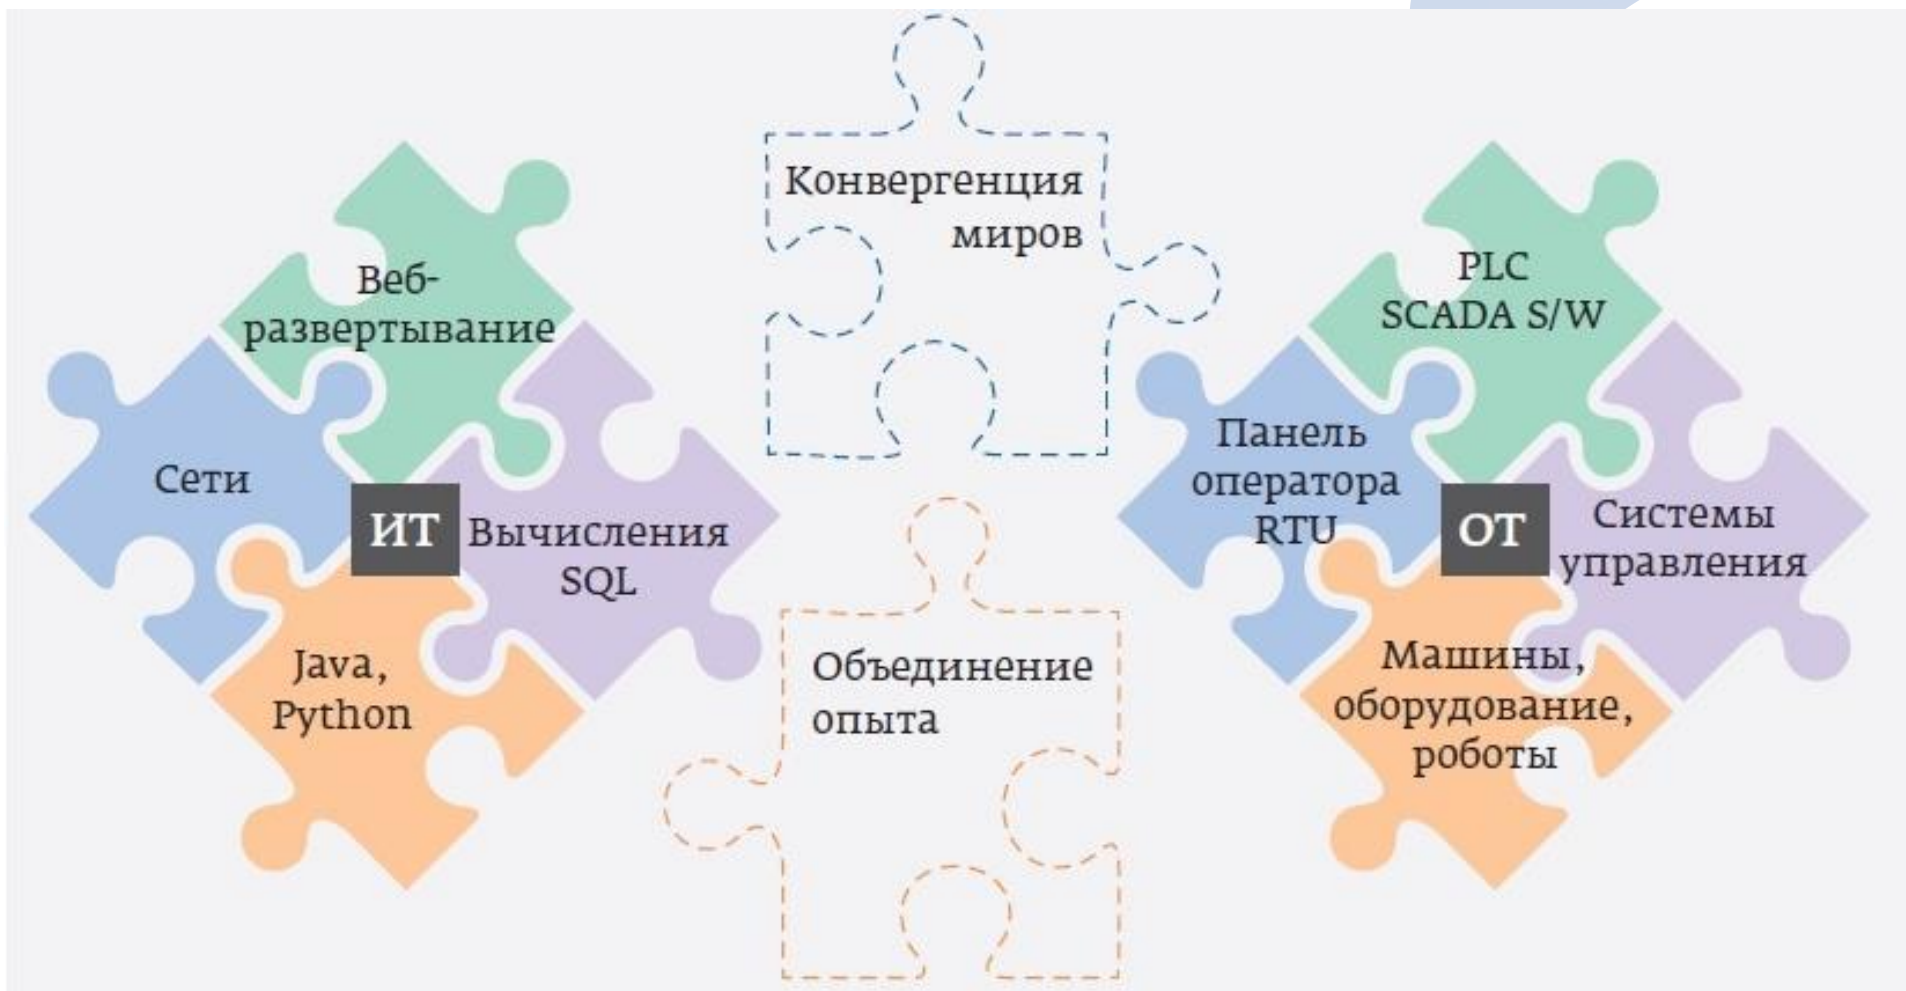 Веб-
развертывание
Сети
ИТ
Вычисления
SQL
Java,
Python
Конвергенция
миров
Объединение
опыта
PLC
SCADA S/W
Панель
оператора
RTU
ОТ
Системы
управления
Машины,
оборудование,
роботы